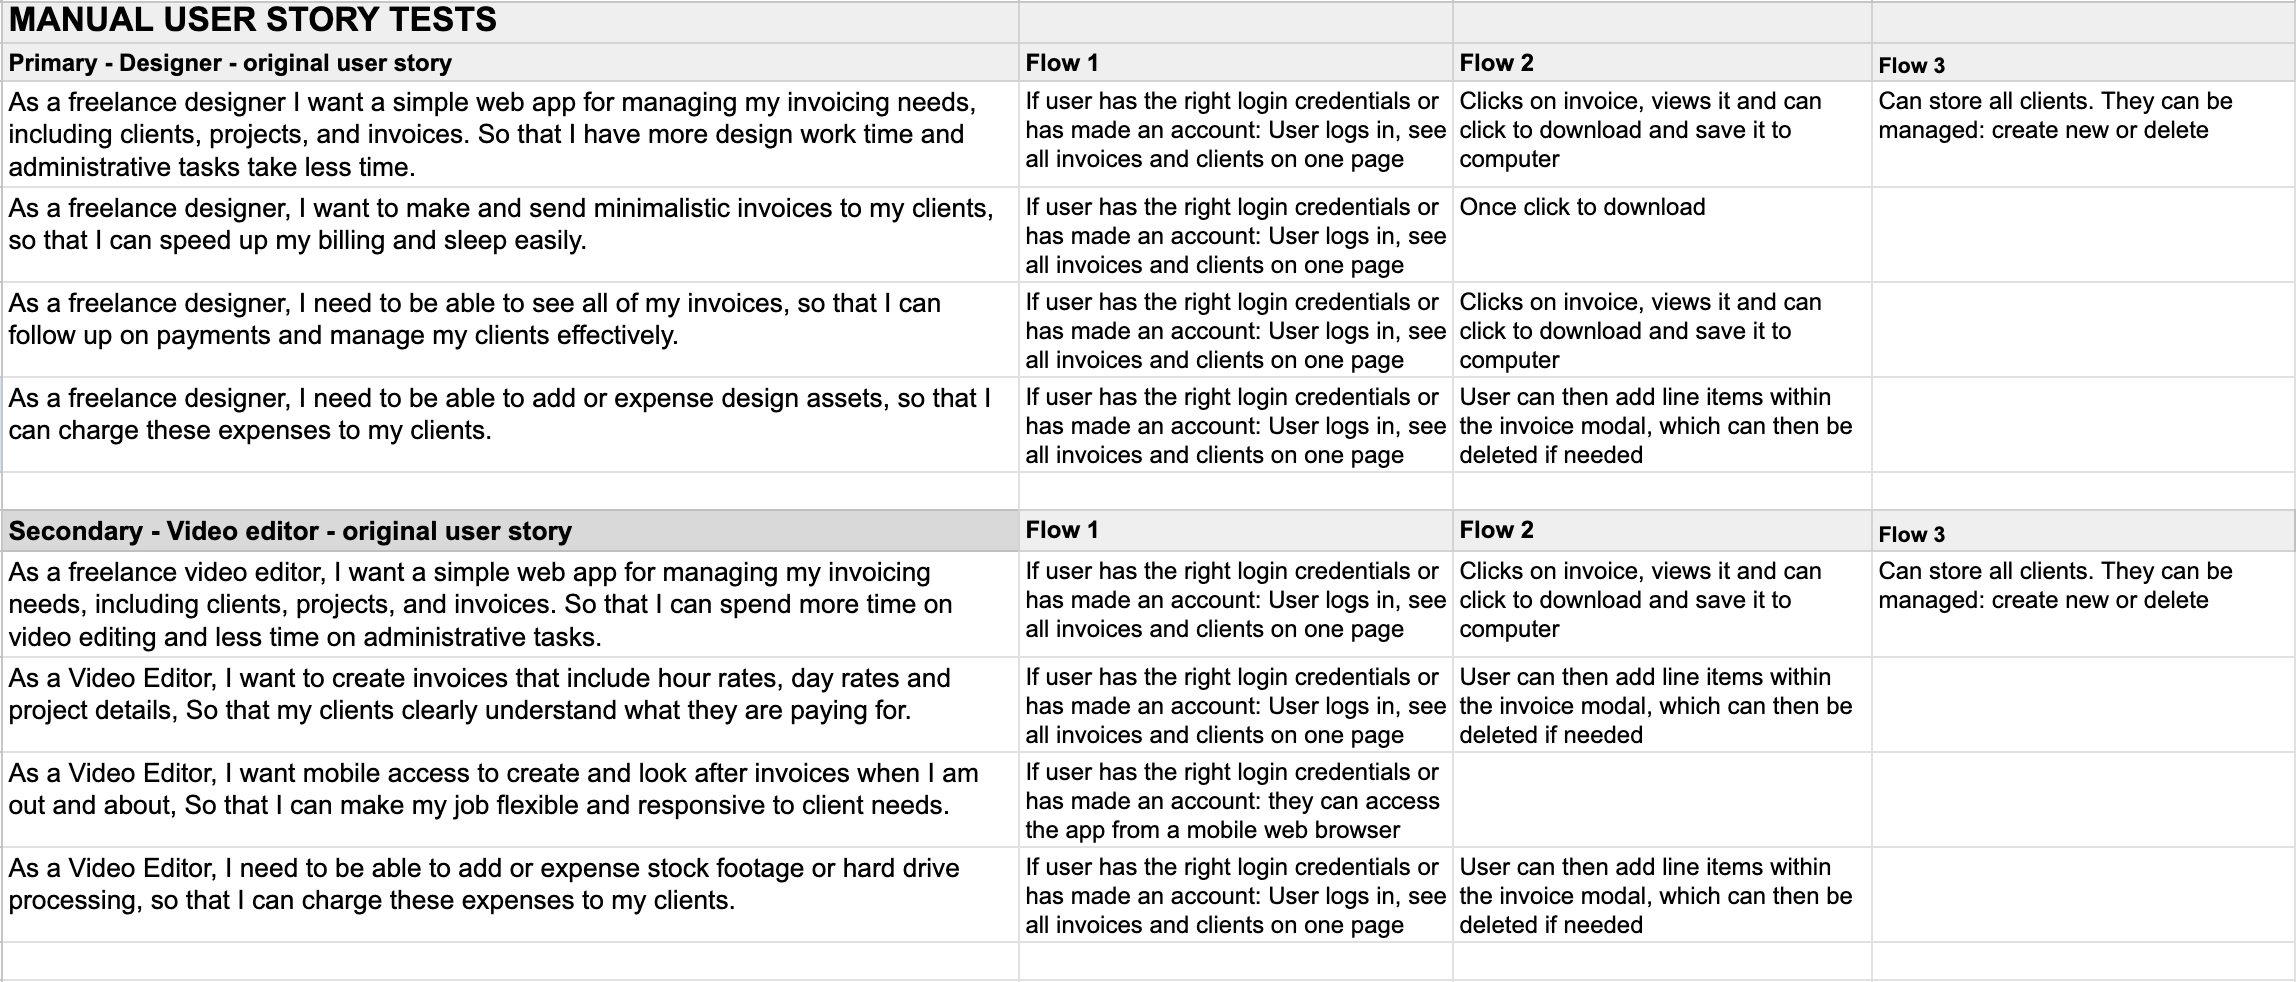 MANUAL USER STORY TESTS
Primary - Designer - original user story
Flow 1
Flow 2
Flow 3
As a freelance designer I want a simple web app for managing my invoicing needs,
including clients, projects, and invoices. So that I have more design work time and
administrative tasks take less time.
If user has the right login credentials or
has made an account: User logs in, see
all invoices and clients on one page
Clicks on invoice, views it and can
click to download and save it to
computer
Can store all clients. They can be
managed: create new or delete
As a freelance designer, I want to make and send minimalistic invoices to my clients,
so that I can speed up my billing and sleep easily.
If user has the right login credentials or
has made an account: User logs in, see
all invoices and clients on one page
Once click to download
As a freelance designer, I need to be able to see all of my invoices, so that I can
follow up on payments and manage my clients effectively.
If user has the right login credentials or
has made an account: User logs in, see
all invoices and clients on one page
Clicks on invoice, views it and can
click to download and save it to
computer
As a freelance designer, I need to be able to add or expense design assets, so that I
can charge these expenses to my clients.
If user has the right login credentials or
has made an account: User logs in, see
all invoices and clients on one page
User can then add line items within
the invoice modal, which can then be
deleted if needed
Secondary - Video editor - original user story
Flow 1
Flow 2
Flow 3
As a freelance video editor, I want a simple web app for managing my invoicing
needs, including clients, projects, and invoices. So that I can spend more time on
video editing and less time on administrative tasks.
If user has the right login credentials or
has made an account: User logs in, see
all invoices and clients on one page
Clicks on invoice, views it and can
click to download and save it to
computer
Can store all clients. They can be
managed: create new or delete
As a Video Editor, I want to create invoices that include hour rates, day rates and
project details, So that my clients clearly understand what they are paying for.
If user has the right login credentials or
has made an account: User logs in, see
all invoices and clients on one page
User can then add line items within
the invoice modal, which can then be
deleted if needed
As a Video Editor, I want mobile access to create and look after invoices when I am
out and about, So that I can make my job flexible and responsive to client needs.
If user has the right login credentials or
has made an account: they can access
the app from a mobile web browser
As a Video Editor, I need to be able to add or expense stock footage or hard drive
processing, so that I can charge these expenses to my clients.
If user has the right login credentials or
has made an account: User logs in, see
all invoices and clients on one page
User can then add line items within
the invoice modal, which can then be
deleted if needed